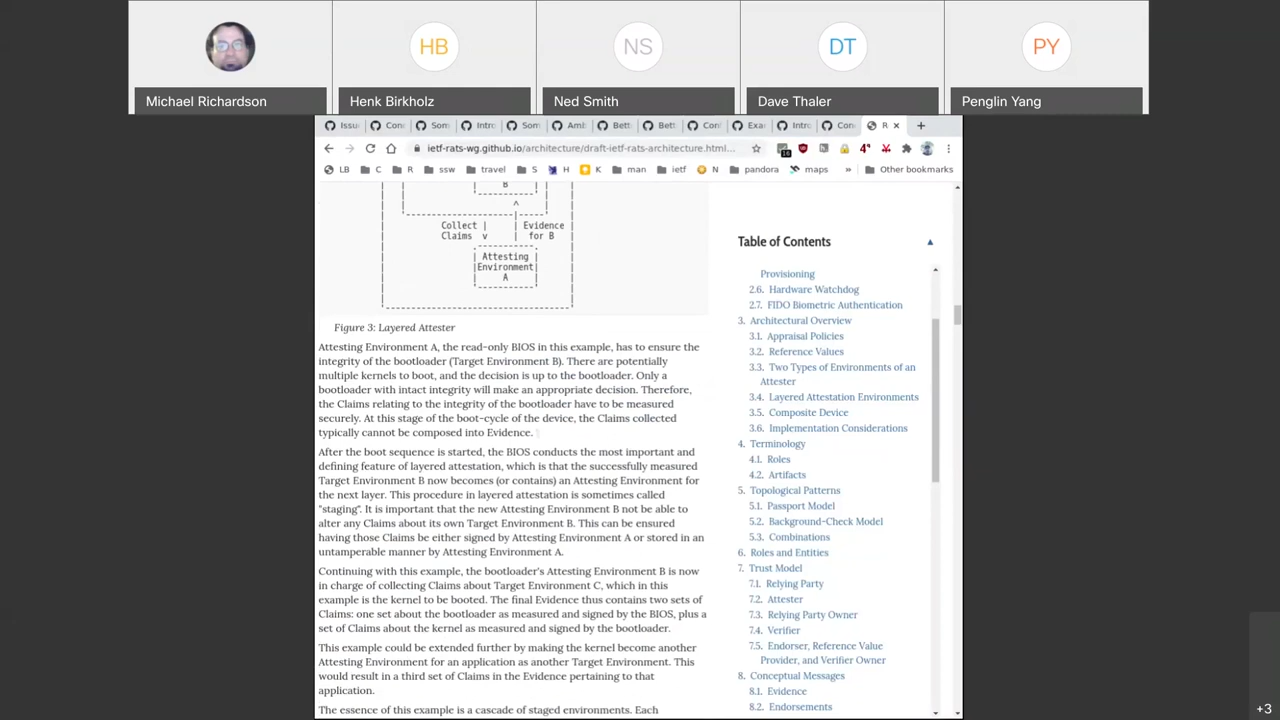 HB
NS
DT
PY
Michael Richardson
Henk Birkholz
Ned Smith
Dave Thaler
Penglin Yang
Issu
Con
Som
Intro
Som
Amb
Bett
Bett
Con
Exa
Intro
Con
R
ietf-rats-wg.github.io/architecture/draft-ietf-rats-architecture.html...
LB
C
R
ssw
travel
S
H
K
man
ietf
N
pandora
maps
»
Other bookmarks
B
Collect | | Evidence
Claims v | for B
Attesting
Environment
A
Figure 3: Layered Attester
Attesting Environment A, the read-only BIOS in this example, has to ensure the
integrity of the bootloader (Target Environment B). There are potentially
multiple kernels to boot, and the decision is up to the bootloader. Only a
bootloader with intact integrity will make an appropriate decision. Therefore,
the Claims relating to the integrity of the bootloader have to be measured
securely. At this stage of the boot-cycle of the device, the Claims collected
typically cannot be composed into Evidence.
After the boot sequence is started, the BIOS conducts the most important and
defining feature of layered attestation, which is that the successfully measured
Target Environment B now becomes (or contains) an Attesting Environment for
the next layer. This procedure in layered attestation is sometimes called
"staging". It is important that the new Attesting Environment B not be able to
alter any Claims about its own Target Environment B. This can be ensured
having those Claims be either signed by Attesting Environment A or stored in an
untamperable manner by Attesting Environment A.
Continuing with this example, the bootloader's Attesting Environment B is now
in charge of collecting Claims about Target Environment C, which in this
example is the kernel to be booted. The final Evidence thus contains two sets of
Claims: one set about the bootloader as measured and signed by the BIOS, plus a
set of Claims about the kernel as measured and signed by the bootloader.
This example could be extended further by making the kernel become another
Attesting Environment for an application as another Target Environment. This
would result in a third set of Claims in the Evidence pertaining to that
application.
The essence of this example is a cascade of staged environments. Each
Table of Contents
Provisioning
2.6. Hardware Watchdog
2.7. FIDO Biometric Authentication
3. Architectural Overview
3.1. Appraisal Policies
3.2. Reference Values
3.3. Two Types of Environments of an
Attester
3.4. Layered Attestation Environments
3.5. Composite Device
3.6. Implementation Considerations
4. Terminology
4.1. Roles
4.2. Artifacts
5. Topological Patterns
5.1. Passport Model
5.2. Background-Check Model
5.3. Combinations
6. Roles and Entities
7. Trust Model
7.1. Relying Party
7.2. Attester
7.3. Relying Party Owner
7.4. Verifier
7.5. Endorser, Reference Value
Provider, and Verifier Owner
8. Conceptual Messages
8.1. Evidence
8.2. Endorsements
+3